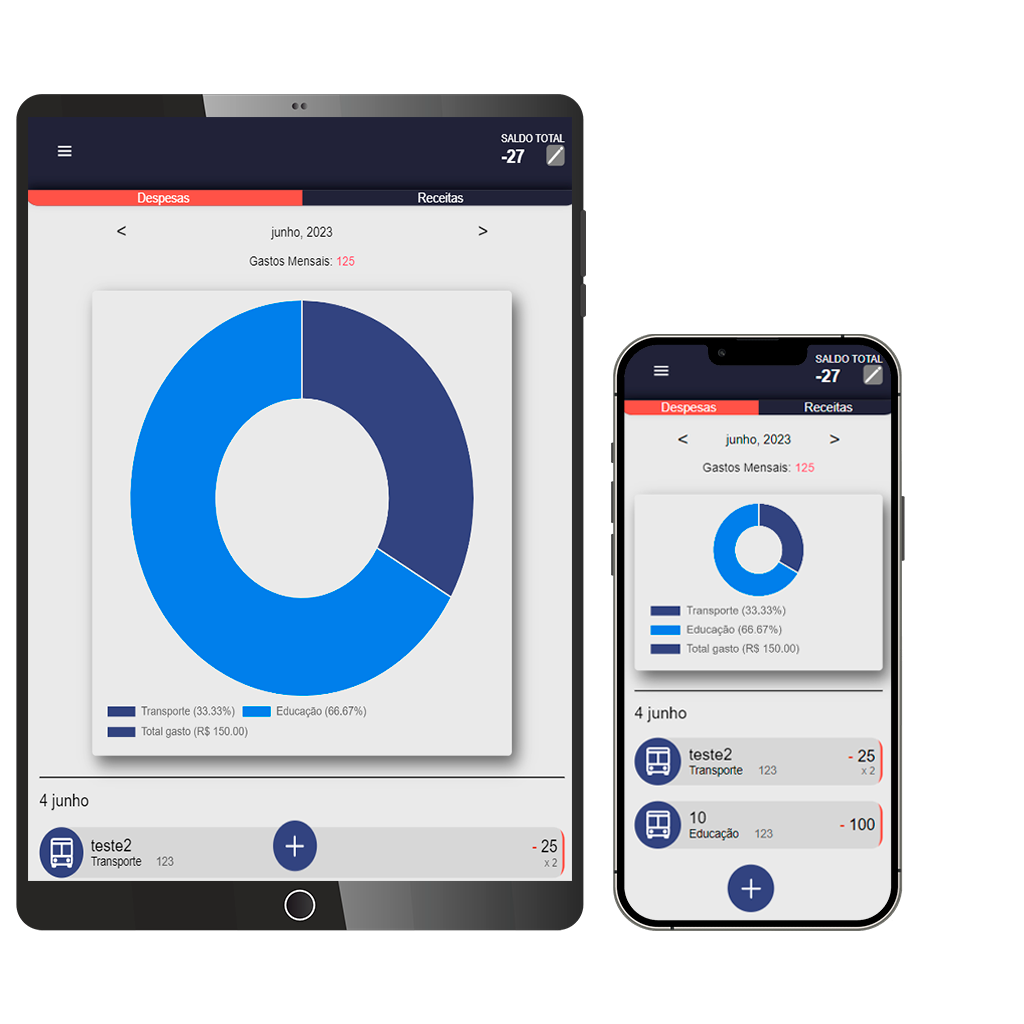 SALDO TOTAL
-27
Despesas Receitas
< junho, 2023 >
Gastos Mensais: 125
Transporte (33.33%) Educação (66.67%)
Total gasto (R$ 150.00)
4 junho
teste2
Transporte 123
+
- 25
x 2
SALDO TOTAL
-27
Despesas Receitas
< junho, 2023 >
Gastos Mensais: 125
Transporte (33.33%)
Educação (66.67%)
Total gasto (R$ 150.00)
4 junho
teste2 - 25
Transporte 123 x 2
10
Educação 123 - 100
+